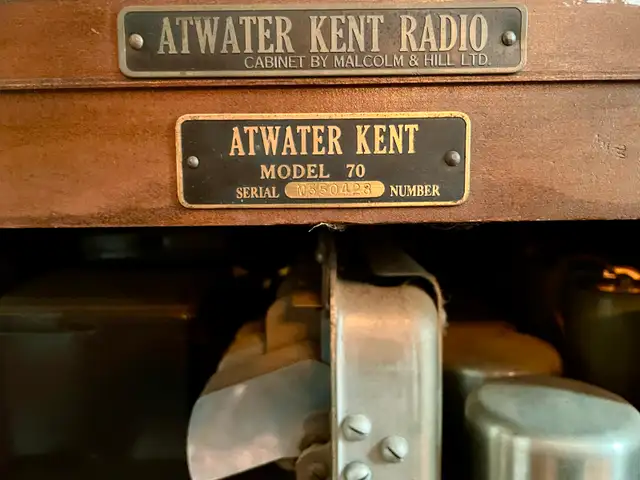 ATWATER KENT RADIO
CABINET BY MALCOLM & HILL LTD.
ATWATER KENT
MODEL 70
SERIAL NUMBER